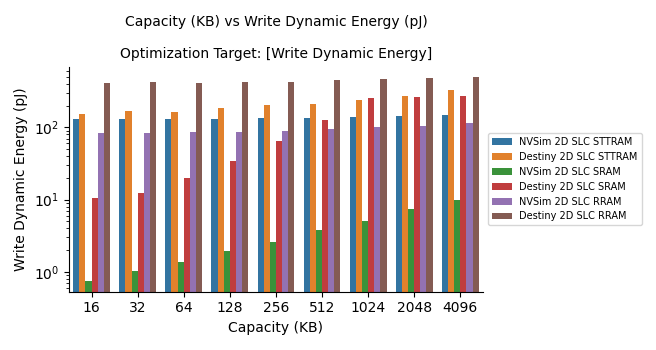 Capacity (KB) vs Write Dynamic Energy (pJ)
Optimization Target: [Write Dynamic Energy]
Write Dynamic Energy (pJ)
10²
10¹
10⁰
16 32 64 128 256 512 1024 2048 4096
Capacity (KB)
NVSim 2D SLC STTRAM
Destiny 2D SLC STTRAM
NVSim 2D SLC SRAM
Destiny 2D SLC SRAM
NVSim 2D SLC RRAM
Destiny 2D SLC RRAM